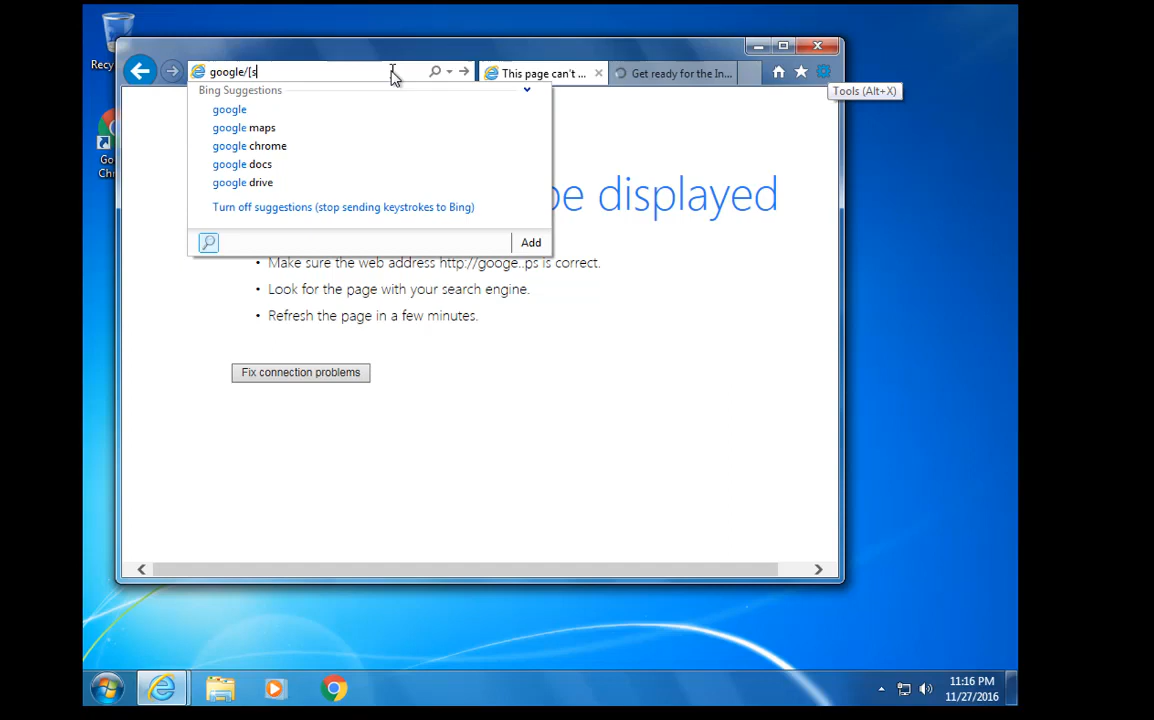 Recy
google/[s
This page can't ...
Get ready for the In...
Tools (Alt+X)
Bing Suggestions
google
google maps
google chrome
google docs
google drive
Turn off suggestions (stop sending keystrokes to Bing)
Add
Go
Chr
be displayed
• Make sure the web address http://googe..ps is correct.
• Look for the page with your search engine.
• Refresh the page in a few minutes.
Fix connection problems
11:16 PM
11/27/2016